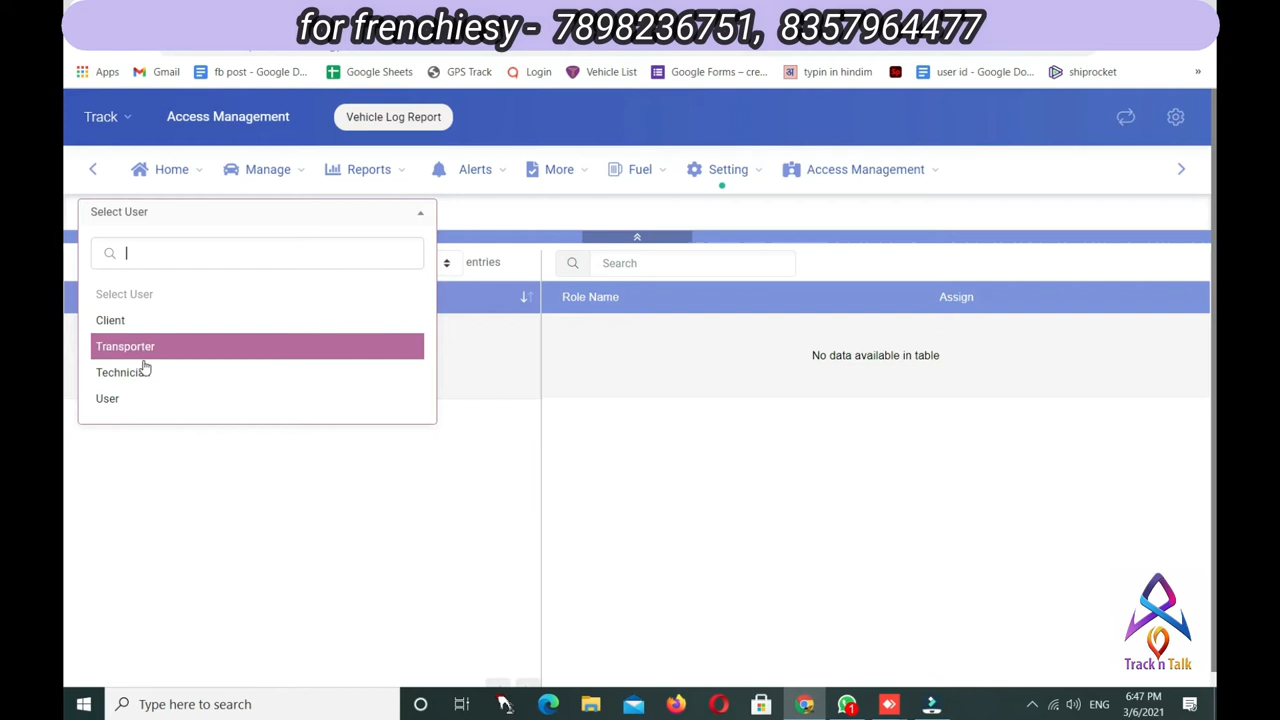 for frenchiesy - 7898236751, 8357964477
Apps Gmail fb post - Google D... Google Sheets GPS Track Login Vehicle List Google Forms – cre... typin in hindim user id - Google Do... shiprocket »
Track Access Management Vehicle Log Report
Home Manage Reports Alerts More Fuel Setting Access Management
Select User
entries Search
Select User
Role Name Assign
Client
Transporter
No data available in table
User
Track n Talk
Type here to search
1
ENG
6:47 PM
3/6/2021